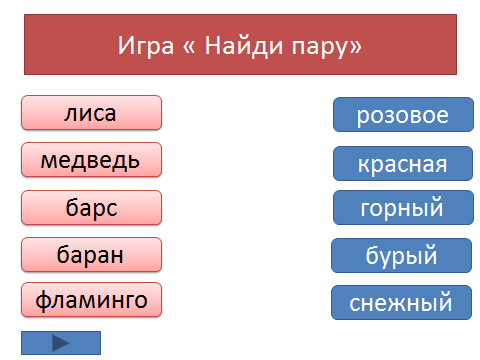 Игра « Найди пару»
лиса
медведь
барс
баран
фламинго
розовое
красная
горный
бурый
снежный